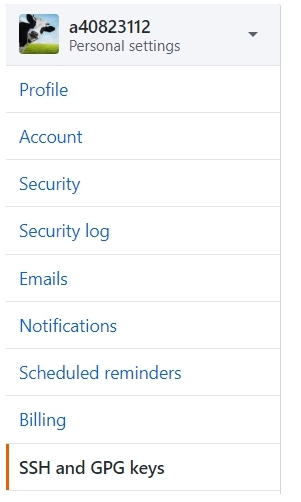 a40823112
Personal settings
Profile
Account
Security
Security log
Emails
Notifications
Scheduled reminders
Billing
SSH and GPG keys